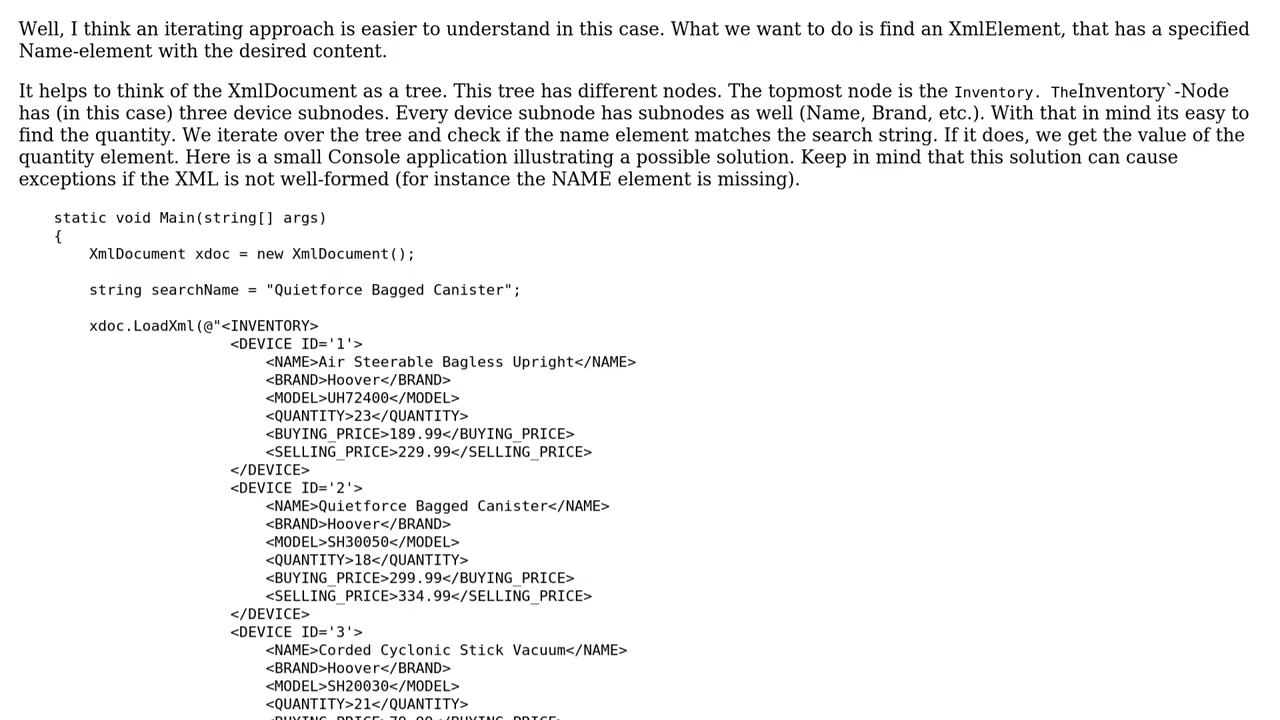 Well, I think an iterating approach is easier to understand in this case. What we want to do is find an XmlElement, that has a specified
Name-element with the desired content.
It helps to think of the XmlDocument as a tree. This tree has different nodes. The topmost node is the Inventory. TheInventory`-Node
has (in this case) three device subnodes. Every device subnode has subnodes as well (Name, Brand, etc.). With that in mind its easy to
find the quantity. We iterate over the tree and check if the name element matches the search string. If it does, we get the value of the
quantity element. Here is a small Console application illustrating a possible solution. Keep in mind that this solution can cause
exceptions if the XML is not well-formed (for instance the NAME element is missing).
static void Main(string[] args)
{
XmlDocument xdoc = new XmlDocument();
string searchName = "Quietforce Bagged Canister";
xdoc.LoadXml(@"<INVENTORY>
<DEVICE ID='1'>
<NAME>Air Steerable Bagless Upright</NAME>
<BRAND>Hoover</BRAND>
<MODEL>UH72400</MODEL>
<QUANTITY>23</QUANTITY>
<BUYING_PRICE>189.99</BUYING_PRICE>
<SELLING_PRICE>229.99</SELLING_PRICE>
</DEVICE>
<DEVICE ID='2'>
<NAME>Quietforce Bagged Canister</NAME>
<BRAND>Hoover</BRAND>
<MODEL>SH30050</MODEL>
<QUANTITY>18</QUANTITY>
<BUYING_PRICE>299.99</BUYING_PRICE>
<SELLING_PRICE>334.99</SELLING_PRICE>
</DEVICE>
<DEVICE ID='3'>
<NAME>Corded Cyclonic Stick Vacuum</NAME>
<BRAND>Hoover</BRAND>
<MODEL>SH20030</MODEL>
<QUANTITY>21</QUANTITY>